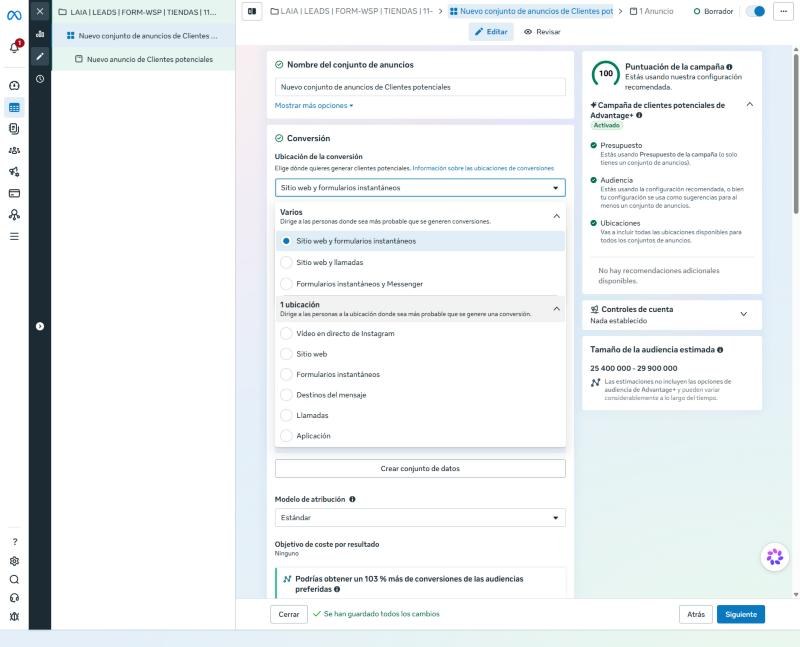 LAIA | LEADS | FORM-WSP | TIENDAS | 11...
Nuevo conjunto de anuncios de Clientes ...
Nuevo anuncio de Clientes potenciales
1
LAIA | LEADS | FORM-WSP | TIENDAS | 11-
Nuevo conjunto de anuncios de Clientes pot
1 Anuncio
Borrador
Editar
Revisar
Nombre del conjunto de anuncios
Nuevo conjunto de anuncios de Clientes potenciales
Mostrar más opciones
Conversión
Ubicación de la conversión
Elige dónde quieres generar clientes potenciales. Información sobre las ubicaciones de conversiones
Sitio web y formularios instantáneos
Varios
Dirige a las personas donde sea más probable que se generen conversiones.
Sitio web y formularios instantáneos
Sitio web y llamadas
Formularios instantáneos y Messenger
1 ubicación
Dirige a las personas a la ubicación donde sea más probable que se genere una conversión.
Vídeo en directo de Instagram
Sitio web
Formularios instantáneos
Destinos del mensaje
Llamadas
Aplicación
Crear conjunto de datos
Modelo de atribución
Estándar
Objetivo de coste por resultado
Ninguno
Podrías obtener un 103 % más de conversiones de las audiencias
preferidas
Cerrar
Se han guardado todos los cambios
Atrás
Siguiente
100
Puntuación de la campaña
Estás usando nuestra configuración
recomendada.
Campaña de clientes potenciales de
Advantage+
Activado
Presupuesto
Estás usando Presupuesto de la campaña (o solo
tienes un conjunto de anuncios).
Audiencia
Estás usando la configuración recomendada, o bien
tu configuración se usa como sugerencias para al
menos un conjunto de anuncios.
Ubicaciones
Vas a incluir todas las ubicaciones disponibles para
todos los conjuntos de anuncios.
No hay recomendaciones adicionales
disponibles.
Controles de cuenta
Nada establecido
Tamaño de la audiencia estimada
25 400 000 - 29 900 000
Las estimaciones no incluyen las opciones de
audiencia de Advantage+ y pueden variar
considerablemente a lo largo del tiempo.